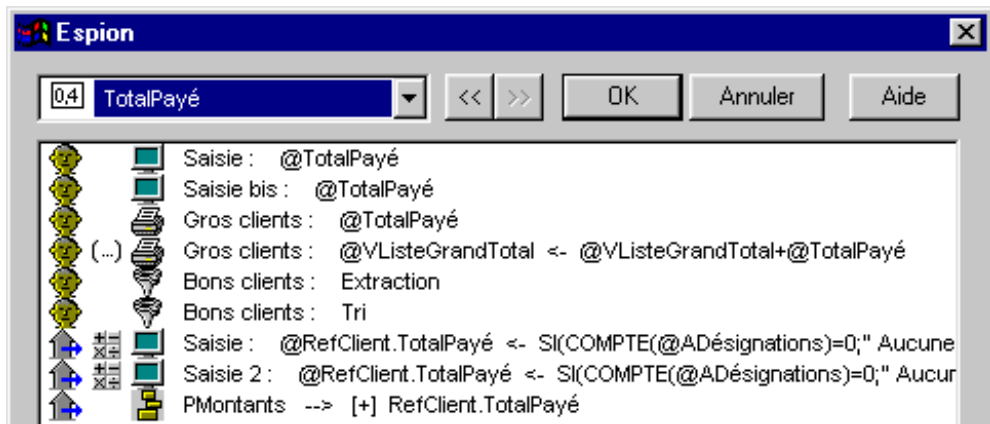 Espion
0,4 TotalPayé << >> OK Annuler Aide
Saisie : @TotalPayé
Saisie bis : @TotalPayé
Gros clients : @TotalPayé
(...) Gros clients : @VListeGrandTotal <- @VListeGrandTotal+@TotalPayé
Bons clients : Extraction
Bons clients : Tri
Saisie : @RefClient.TotalPayé <- SI(COMPTE(@ADésignations)=0;" Aucune
Saisie 2 : @RefClient.TotalPayé <- SI(COMPTE(@ADésignations)=0;" Aucur
PMontants --> [+] RefClient.TotalPayé